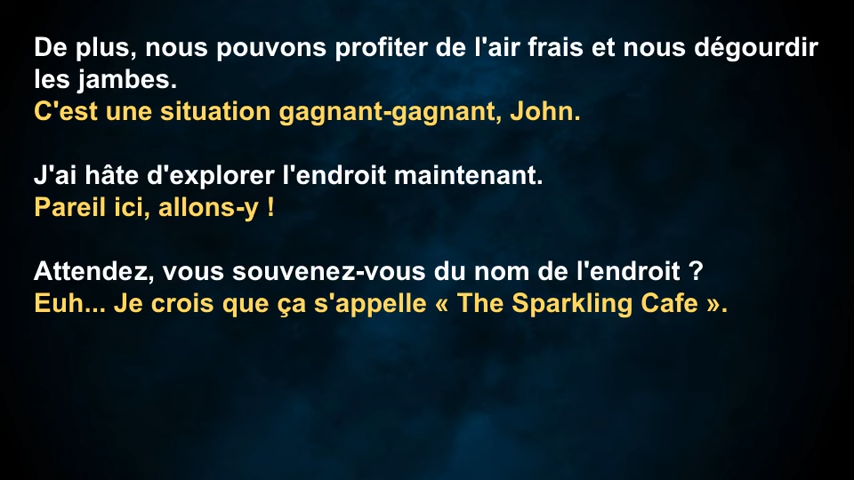 De plus, nous pouvons profiter de l'air frais et nous dégourdir
les jambes.
C'est une situation gagnant-gagnant, John.
J'ai hâte d'explorer l'endroit maintenant.
Pareil ici, allons-y !
Attendez, vous souvenez-vous du nom de l'endroit ?
Euh... Je crois que ça s'appelle « The Sparkling Cafe ».